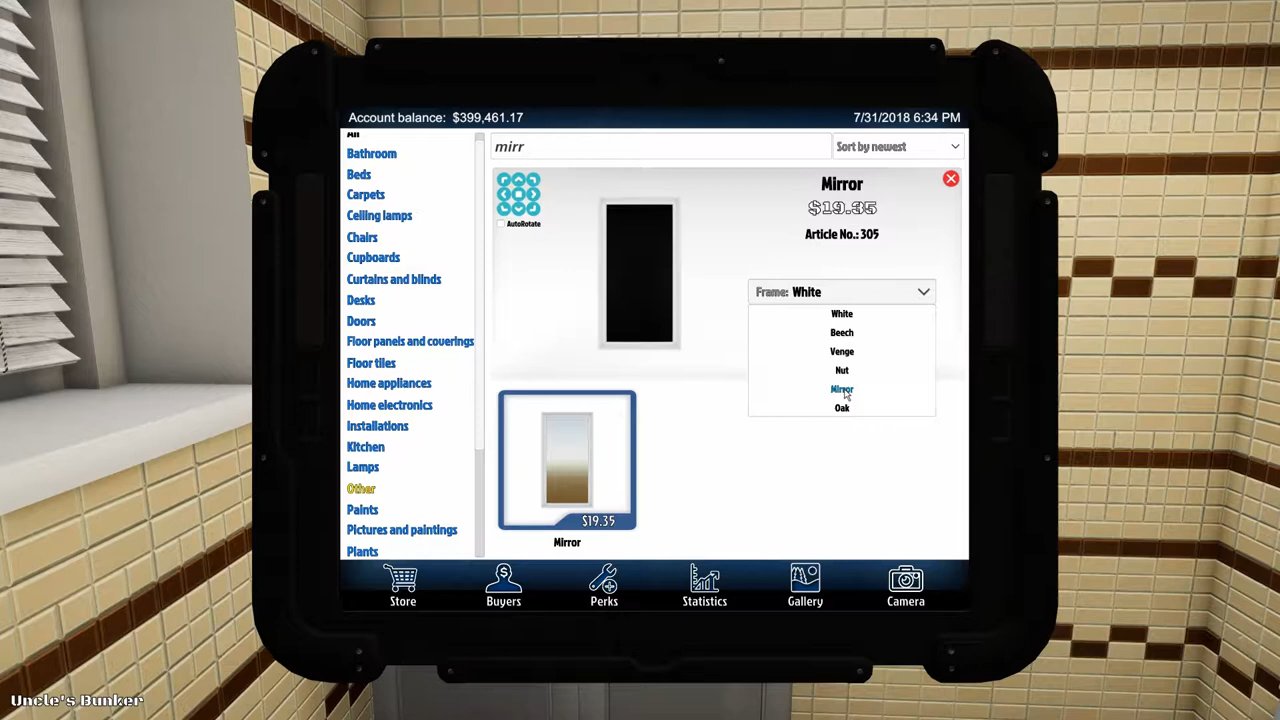 Account balance: $399,461.17
7/31/2018 6:34 PM
All
Bathroom
Beds
Carpets
Ceiling lamps
Chairs
Cupboards
Curtains and blinds
Desks
Doors
Floor panels and coverings
Floor tiles
Home appliances
Home electronics
Installations
Kitchen
Lamps
Other
Paints
Pictures and paintings
Plants
mirr
Sort by newest
AutoRotate
Mirror
$19.35
Article No.: 305
Frame: White
White
Beech
Venge
Nut
Mirror
Oak
$19.35
Mirror
Store
Buyers
Perks
Statistics
Gallery
Camera
Uncle's Bunker